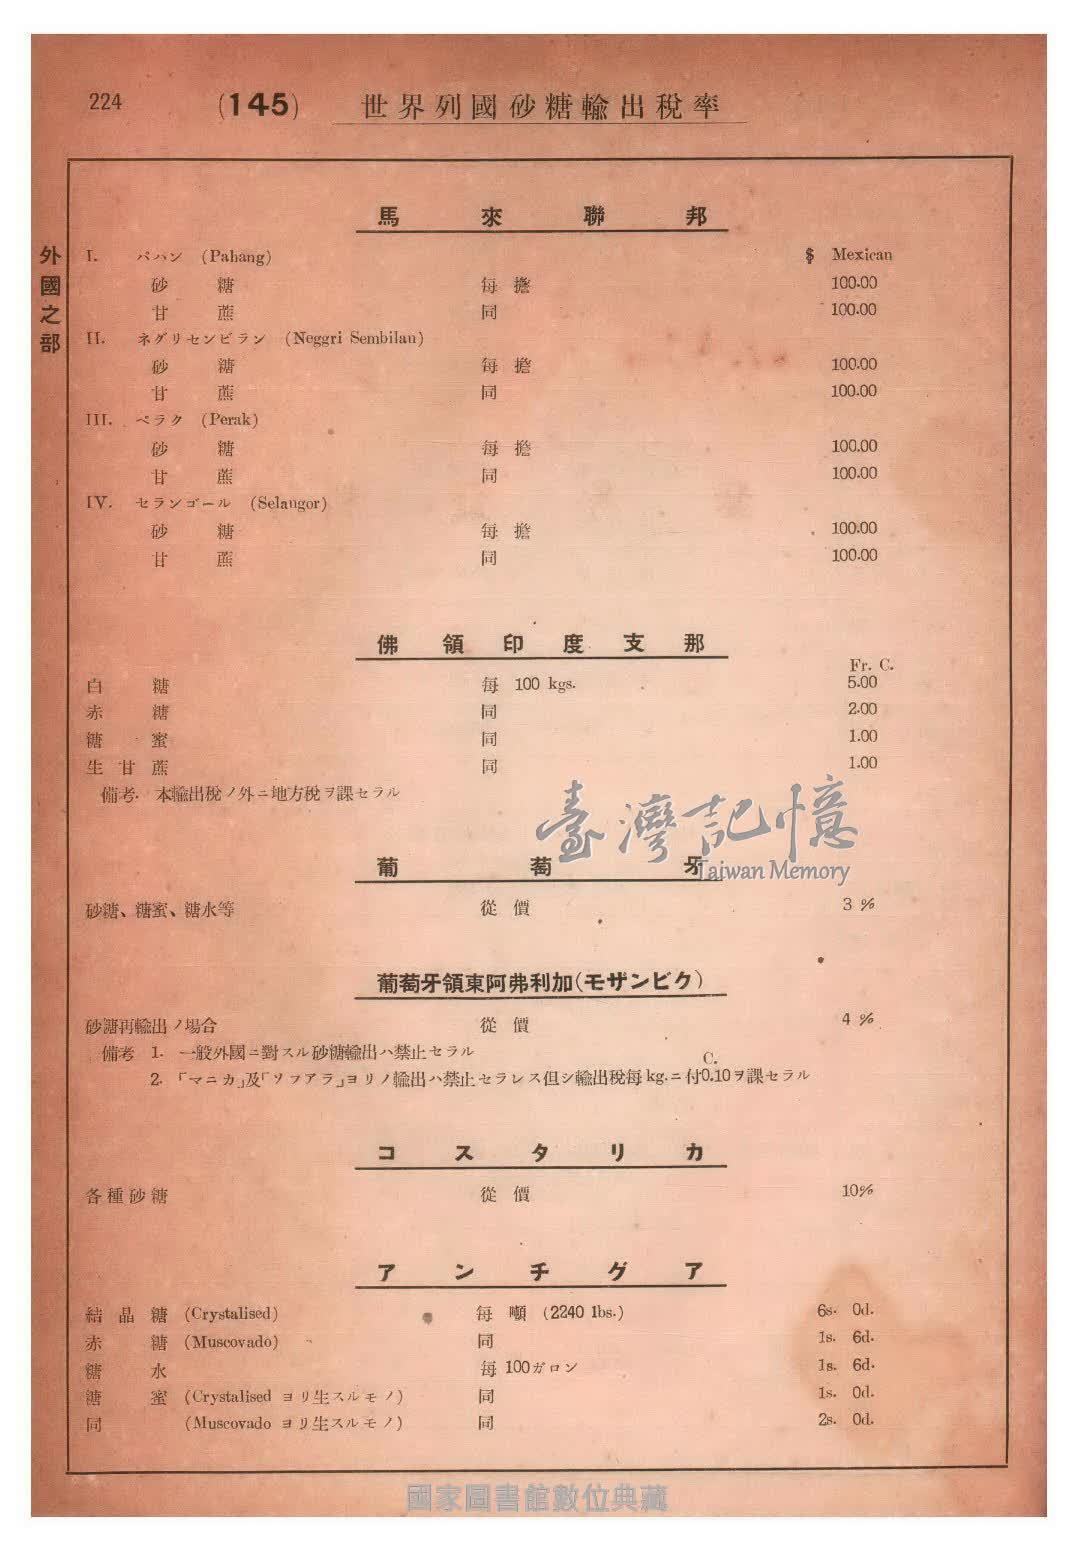 224 (145) 世界列國砂糖輸出稅率
外國之部
馬來聯邦
I. パハン (Pahang) $ Mexican
砂糖 每擔 100.00
甘蔗 同 100.00
II. ネグリセンビラン (Neggri Sembilan)
砂糖 每擔 100.00
甘蔗 同 100.00
III. ペラク (Perak)
砂糖 每擔 100.00
甘蔗 同 100.00
IV. セランゴール (Selangor)
砂糖 每擔 100.00
甘蔗 同 100.00
佛領印度支那
Fr. C.
白糖 每 100 kgs. 5.00
赤糖 同 2.00
糖蜜 同 1.00
生甘蔗 同 1.00
備考. 本輸出稅ノ外ニ地方稅ヲ課セラル
臺灣記憶
Taiwan Memory
葡萄牙
砂糖、糖蜜、糖水等 從價 3 %
葡萄牙領東阿弗利加(モザンビク)
砂糖再輸出ノ場合 從價 4 %
備考 1. 一般外國ニ對スル砂糖輸出ハ禁止セラル
C.
2. 「マニカ」及「ソフアラ」ヨリノ輸出ハ禁止セラレス但シ輸出稅每kg.ニ付0.10ヲ課セラル
コスタリカ
各種砂糖 從價 10%
アンチグア
結晶糖 (Crystalised) 每噸 (2240 lbs.) 6s. 0d.
赤糖 (Muscovado) 同 1s. 6d.
糖水 每100ガロン 1s. 6d.
糖蜜 (Crystalised ヨリ生スルモノ) 同 1s. 0d.
同 (Muscovado ヨリ生スルモノ) 同 2s. 0d.
國家圖書館數位典藏